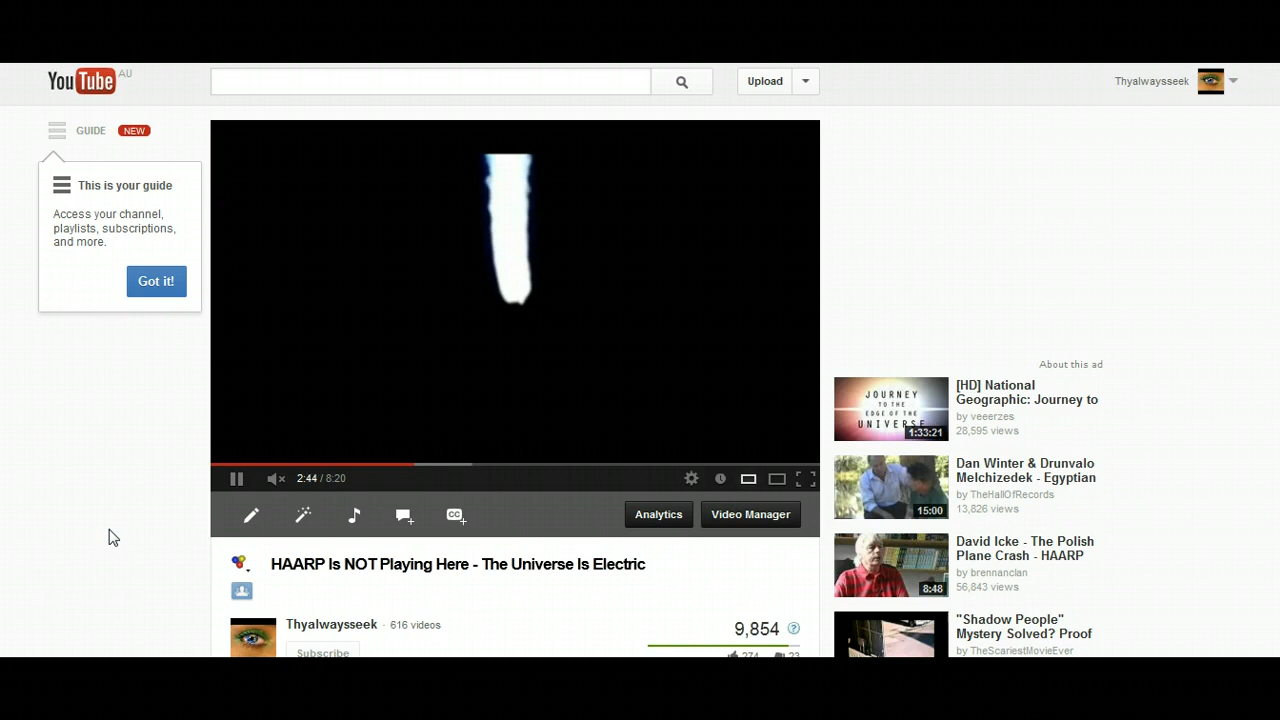 YouTube AU
Upload
Thyalwaysseek
GUIDE NEW
This is your guide
Access your channel,
playlists, subscriptions,
and more.
Got it!
2:44 / 8:20
CC
Analytics
Video Manager
HAARP Is NOT Playing Here - The Universe Is Electric
Thyalwaysseek · 616 videos
Subscribe
9,854 ?
274 23
About this ad
JOURNEY
TO THE
EDGE OF THE
UNIVERSE
1:33:21
[HD] National
Geographic: Journey to
by veeerzes
28,595 views
15:00
Dan Winter & Drunvalo
Melchizedek - Egyptian
by TheHallOfRecords
13,826 views
8:48
David Icke - The Polish
Plane Crash - HAARP
by brennanclan
56,843 views
"Shadow People"
Mystery Solved? Proof
by TheScariestMovieEver